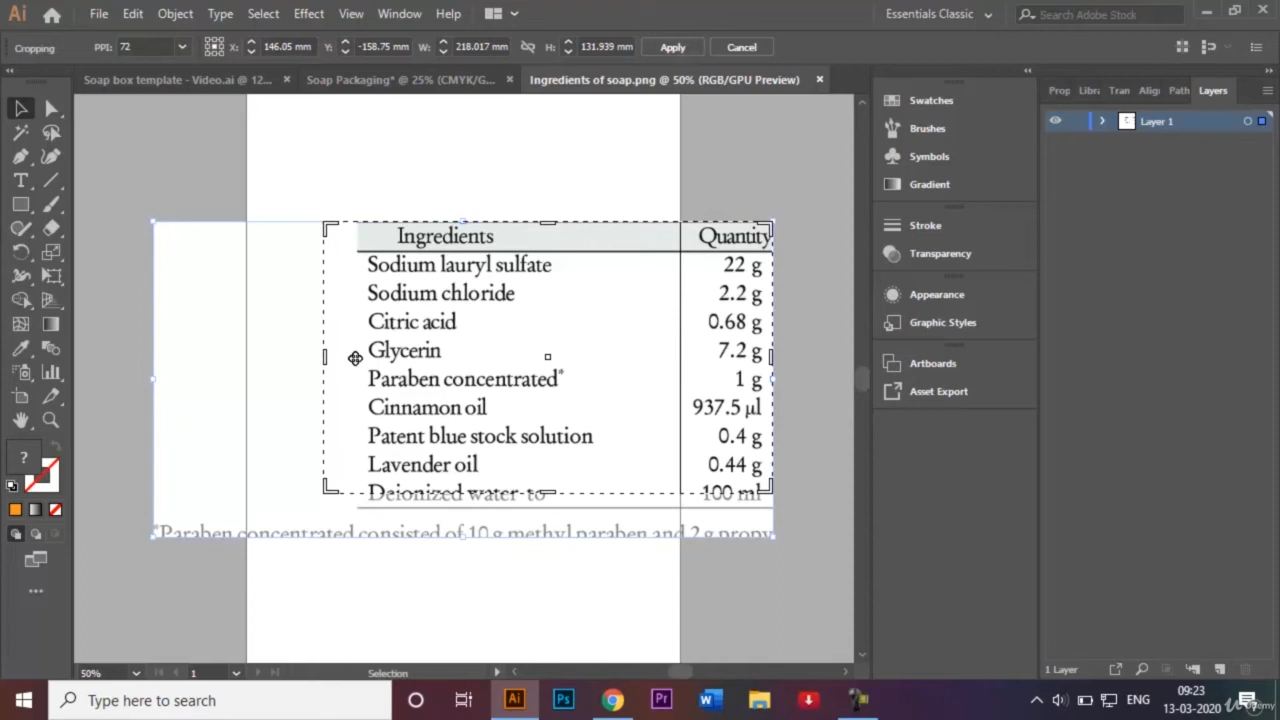 Ai File Edit Object Type Select Effect View Window Help Essentials Classic Search Adobe Stock
Cropping PPI: 72 X: 146.05 mm Y: -158.75 mm W: 218.017 mm H: 131.939 mm Apply Cancel
Soap box template - Video.ai @ 12... × Soap Packaging* @ 25% (CMYK/G... × Ingredients of soap.png @ 50% (RGB/GPU Preview) ×
Prop Libra Tran Alig Path Layers
Swatches
Layer 1
Brushes
Symbols
Gradient
Stroke
Transparency
Appearance
Graphic Styles
Artboards
Asset Export
Ingredients Quantity
Sodium lauryl sulfate 22 g
Sodium chloride 2.2 g
Citric acid 0.68 g
Glycerin 7.2 g
Paraben concentrated* 1 g
Cinnamon oil 937.5 µl
Patent blue stock solution 0.4 g
Lavender oil 0.44 g
Deionized water to 100 ml
*Paraben concentrated consisted of 10 g methyl paraben and 2 g propy
?
50% 1 Selection
1 Layer
Type here to search
Ai Ps Pr W
ENG
09:23
13-03-2020
Udemy